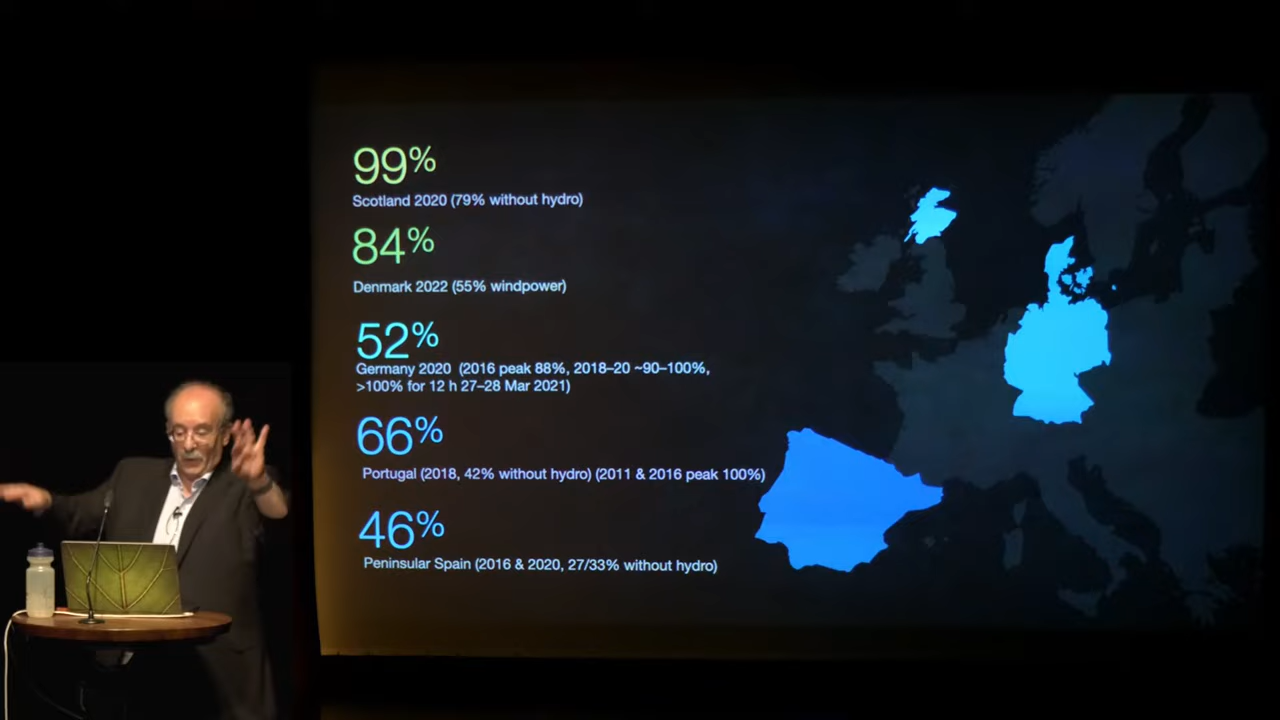 99%
Scotland 2020 (79% without hydro)
84%
Denmark 2022 (55% windpower)
52%
Germany 2020 (2016 peak 88%, 2018–20 ~90–100%,
>100% for 12 h 27–28 Mar 2021)
66%
Portugal (2018, 42% without hydro) (2011 & 2016 peak 100%)
46%
Peninsular Spain (2016 & 2020, 27/33% without hydro)